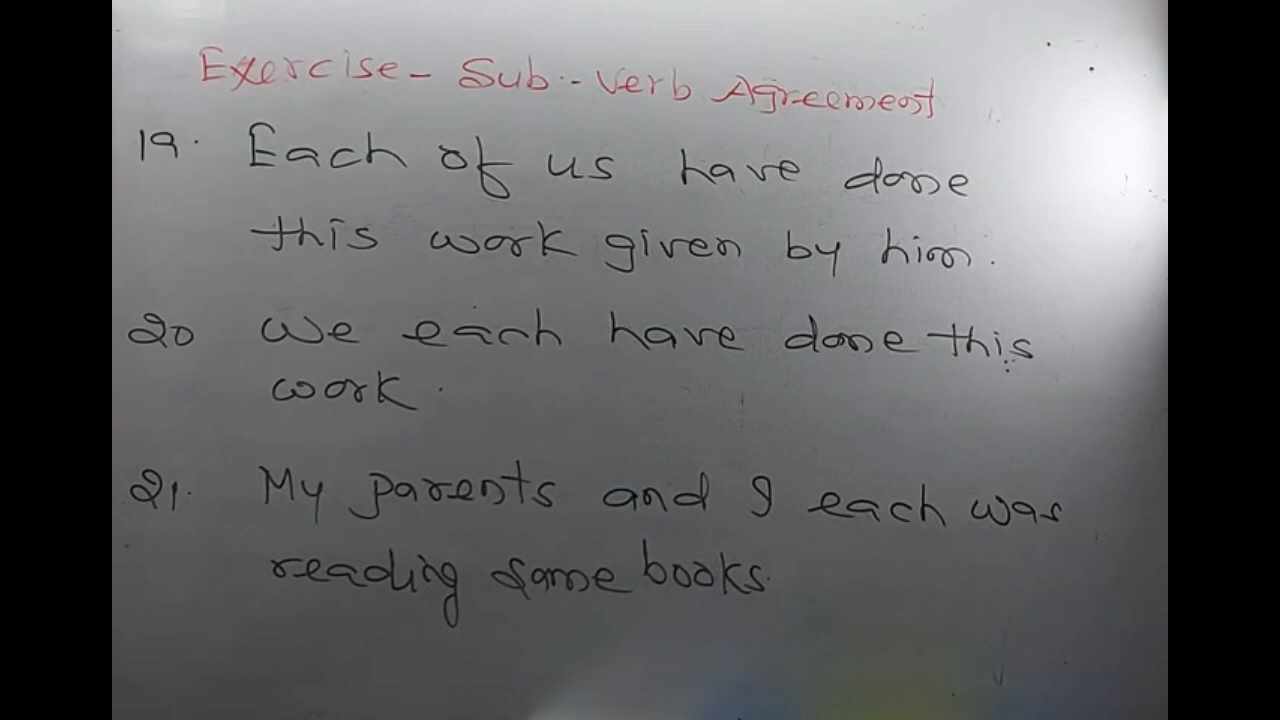 Exercise - Sub.- Verb Agreement
19. Each of us have done
this work given by him.
20 We each have done this
work.
21. My parents and I each was
reading same books.